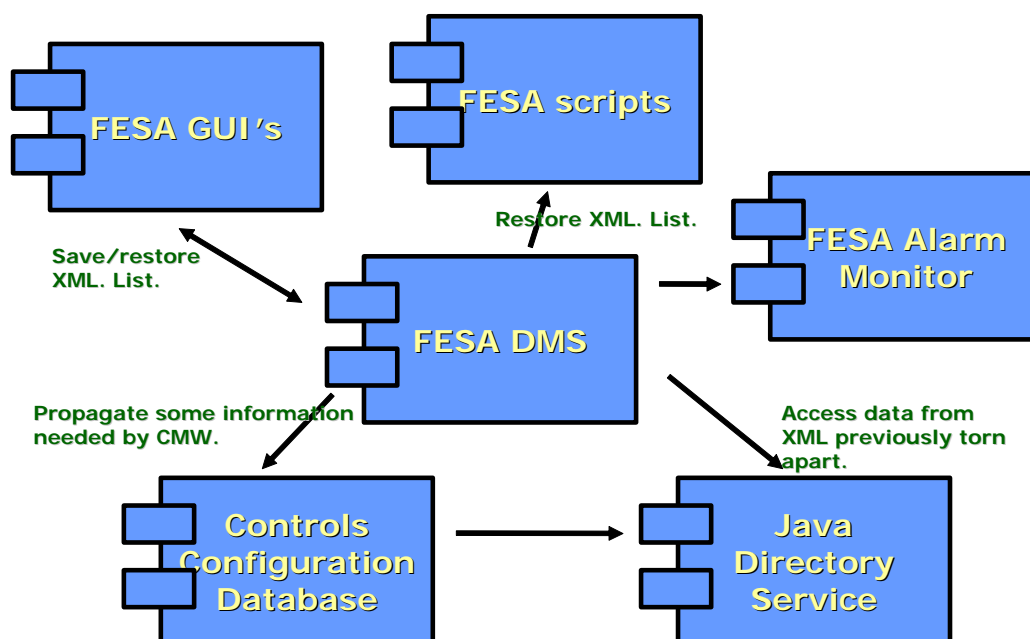 FESA GUI's
FESA scripts
Restore XML. List.
FESA Alarm
Monitor
Save/restore
XML. List.
FESA DMS
Propagate some information
needed by CMW.
Access data from
XML previously torn
apart.
Controls
Configuration
Database
Java
Directory
Service